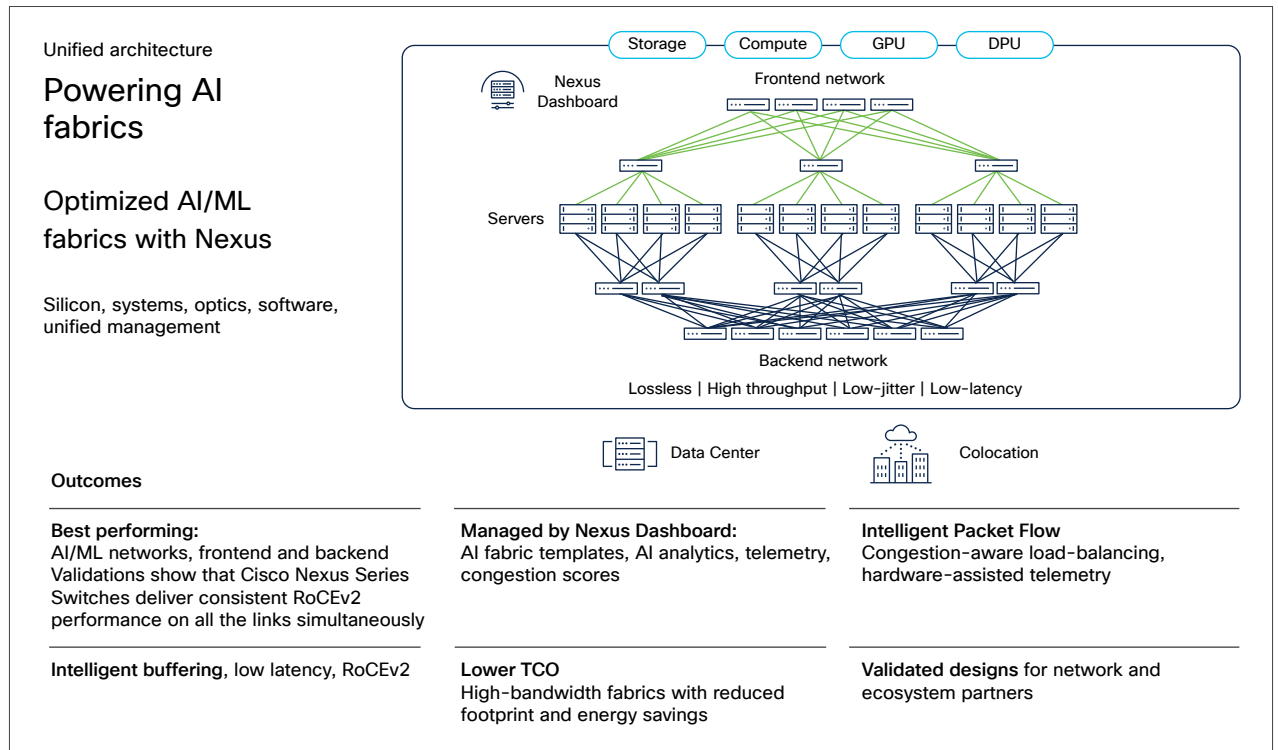 Unified architecture
Powering AI
fabrics
Optimized AI/ML
fabrics with Nexus
Silicon, systems, optics, software,
unified management
Storage
Compute
GPU
DPU
Nexus
Dashboard
Frontend network
Servers
Backend network
Lossless | High throughput | Low-jitter | Low-latency
Data Center
Colocation
Outcomes
Best performing:
AI/ML networks, frontend and backend
Validations show that Cisco Nexus Series
Switches deliver consistent RoCEv2
performance on all the links simultaneously
Managed by Nexus Dashboard:
AI fabric templates, AI analytics, telemetry,
congestion scores
Intelligent Packet Flow
Congestion-aware load-balancing,
hardware-assisted telemetry
Intelligent buffering, low latency, RoCEv2
Lower TCO
High-bandwidth fabrics with reduced
footprint and energy savings
Validated designs for network and
ecosystem partners